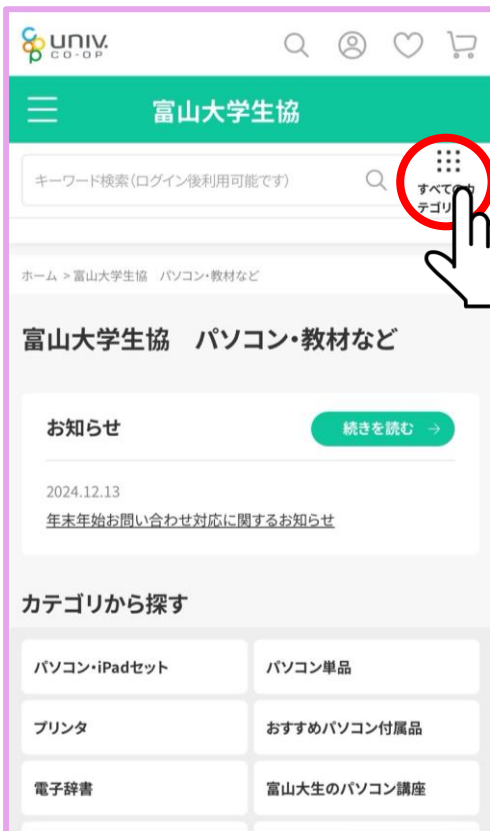 UNIV.
CO-OP
富山大学生協
キーワード検索(ログイン後利用可能です)
すべてのカ
テゴリ
ホーム > 富山大学生協　パソコン・教材など
富山大学生協　パソコン・教材など
お知らせ
続きを読む →
2024.12.13
年末年始お問い合わせ対応に関するお知らせ
カテゴリから探す
パソコン・iPadセット
パソコン単品
プリンタ
おすすめパソコン付属品
電子辞書
富山大生のパソコン講座